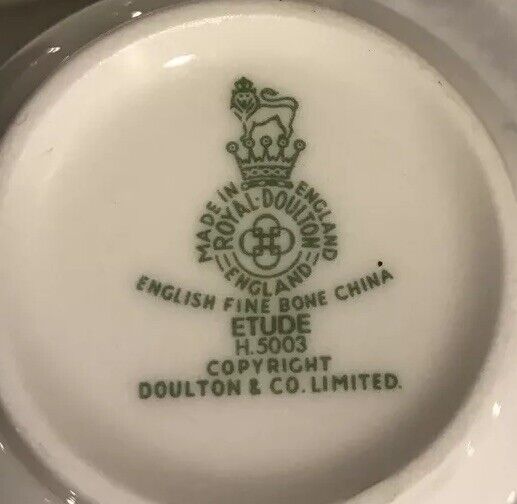 MADE IN ENGLAND
ROYAL·DOULTON
ENGLAND
ENGLISH FINE BONE CHINA
ETUDE
H.5003
COPYRIGHT
DOULTON & CO. LIMITED.